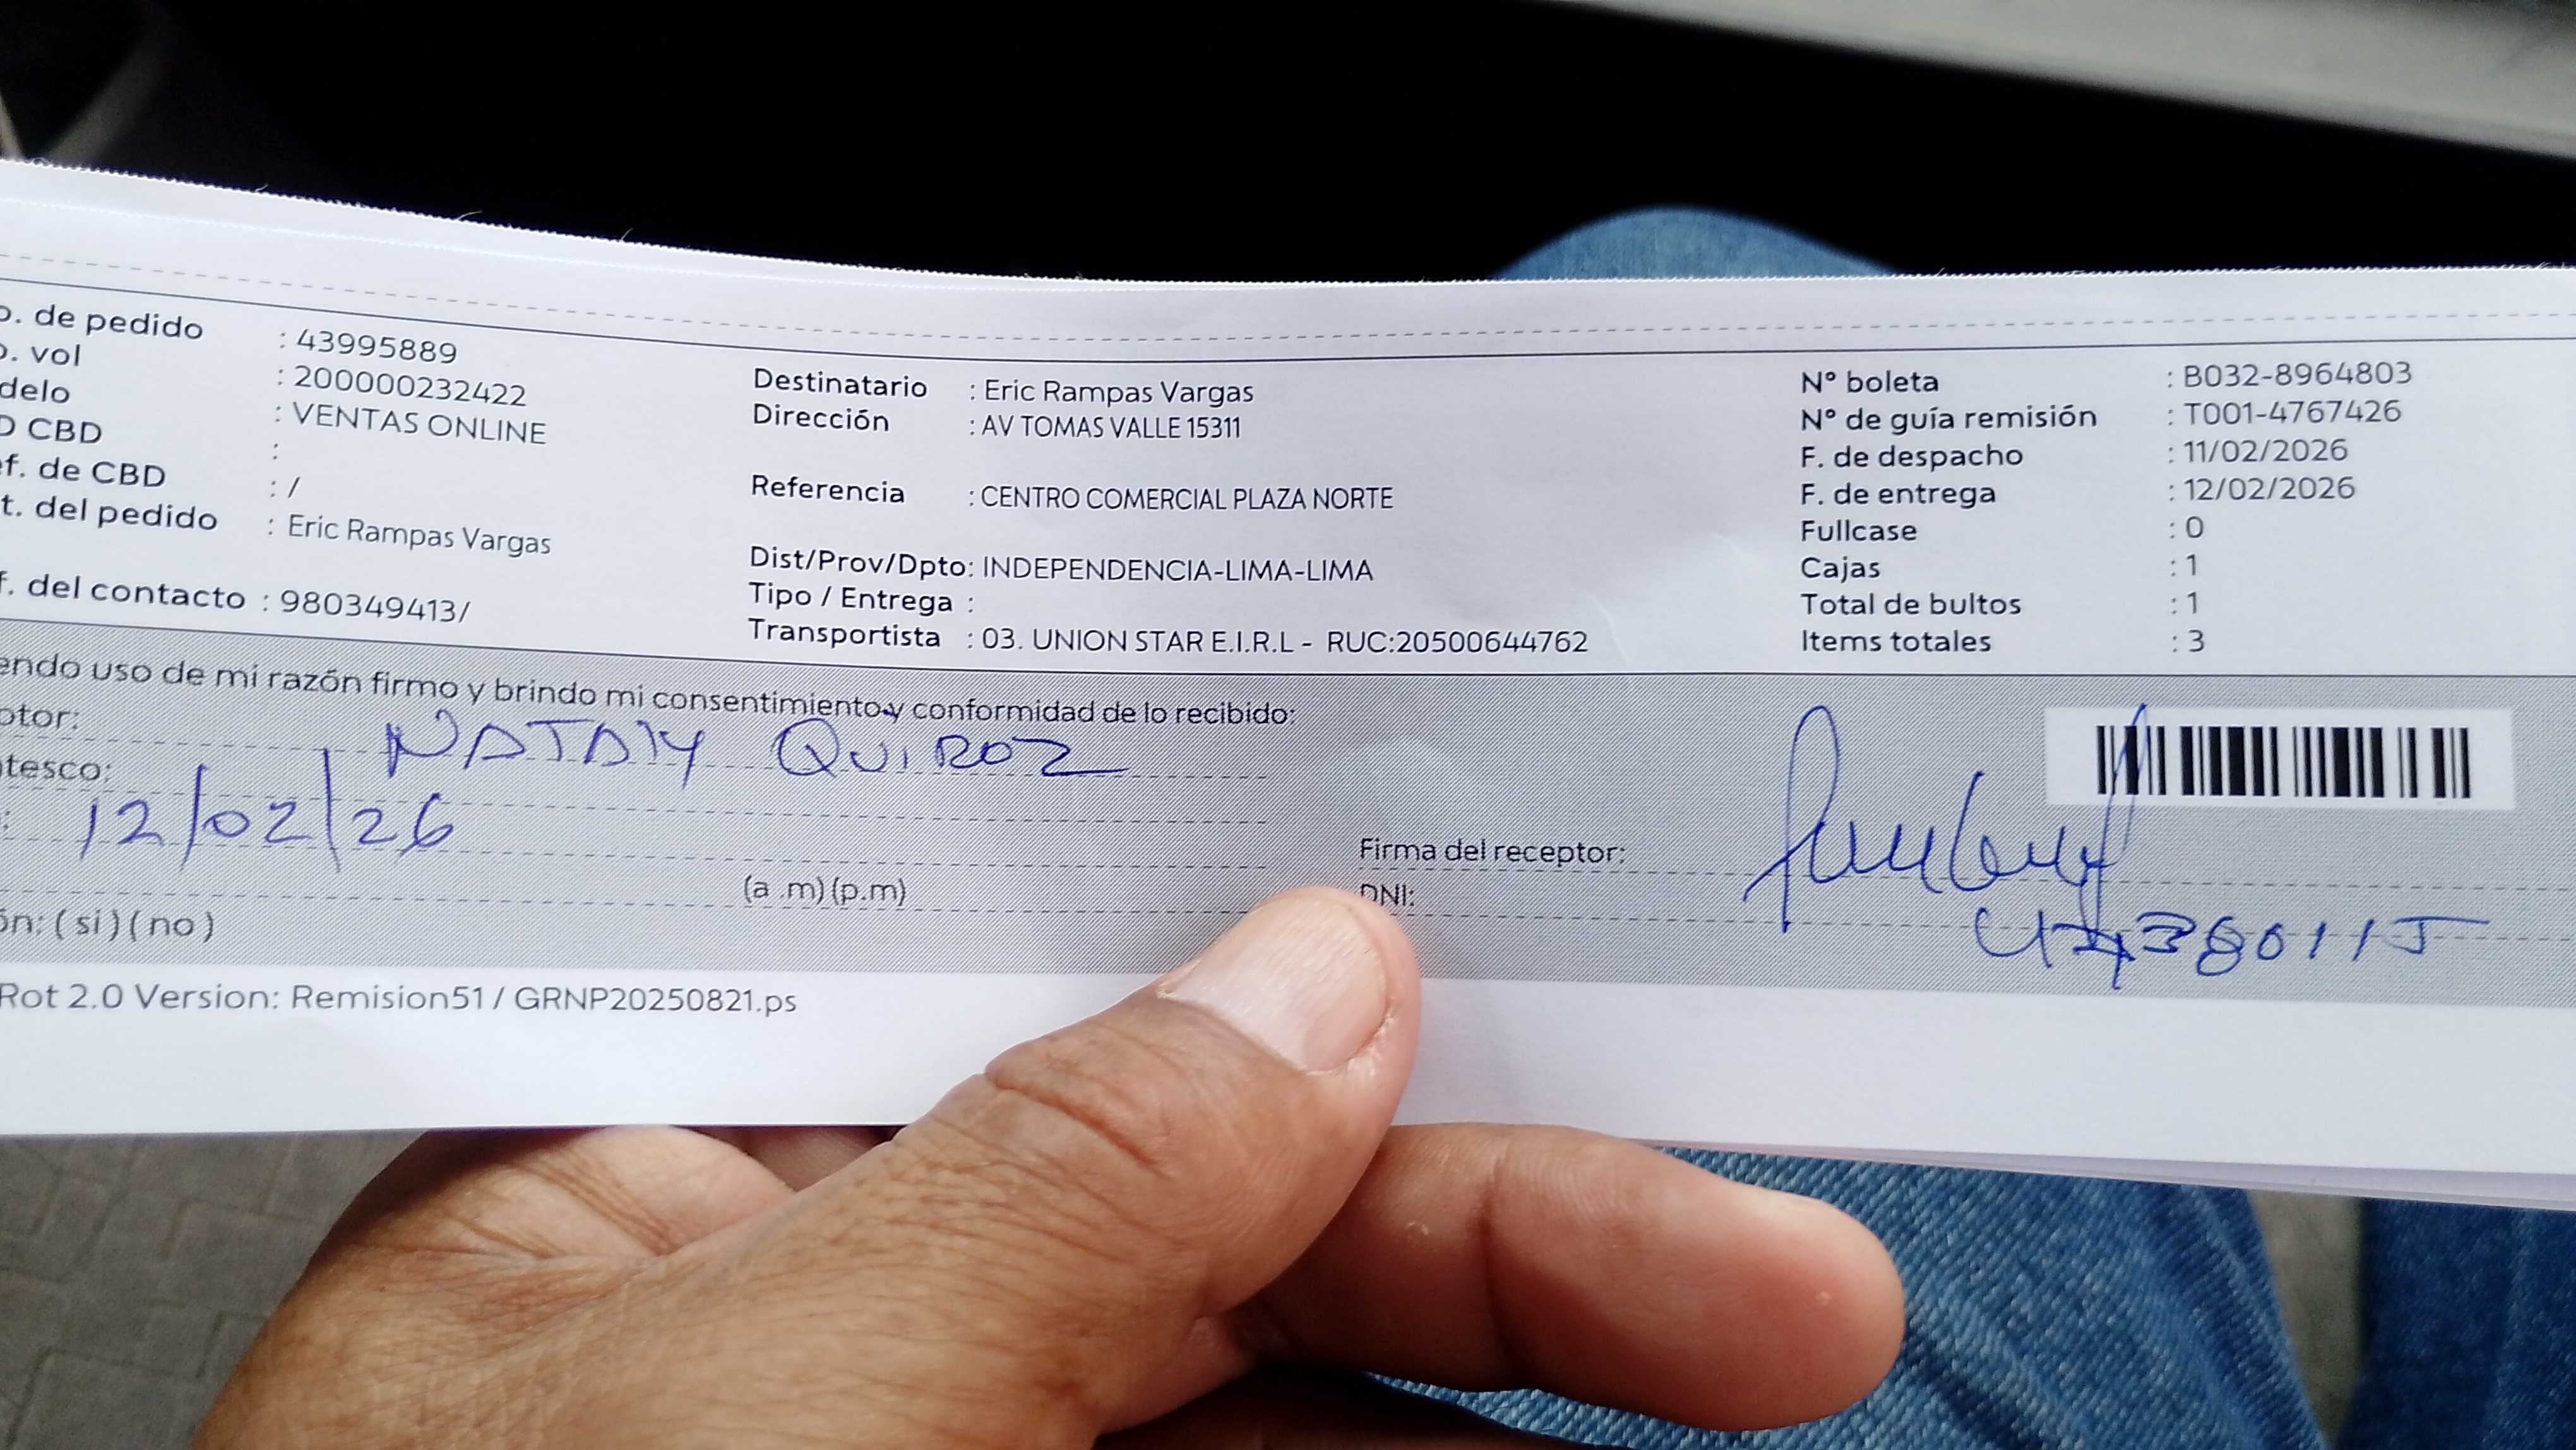 o. de pedido : 43995889
o. vol : 200000232422
delo : VENTAS ONLINE
D CBD :
ef. de CBD : /
t. del pedido : Eric Rampas Vargas
f. del contacto : 980349413/
Destinatario : Eric Rampas Vargas
Dirección : AV TOMAS VALLE 15311
Referencia : CENTRO COMERCIAL PLAZA NORTE
Dist/Prov/Dpto: INDEPENDENCIA-LIMA-LIMA
Tipo / Entrega :
Transportista : 03. UNION STAR E.I.R.L - RUC:20500644762
N° boleta : B032-8964803
N° de guía remisión : T001-4767426
F. de despacho : 11/02/2026
F. de entrega : 12/02/2026
Fullcase : 0
Cajas : 1
Total de bultos : 1
Items totales : 3
endo uso de mi razón firmo y brindo mi consentimiento y conformidad de lo recibido:
ptor: NATALY QUIROZ
tesco:
: 12/02/26
(a .m) (p.m)
ón: ( si ) ( no )
Firma del receptor:
DNI:
Rot 2.0 Version: Remision51 / GRNP20250821.ps